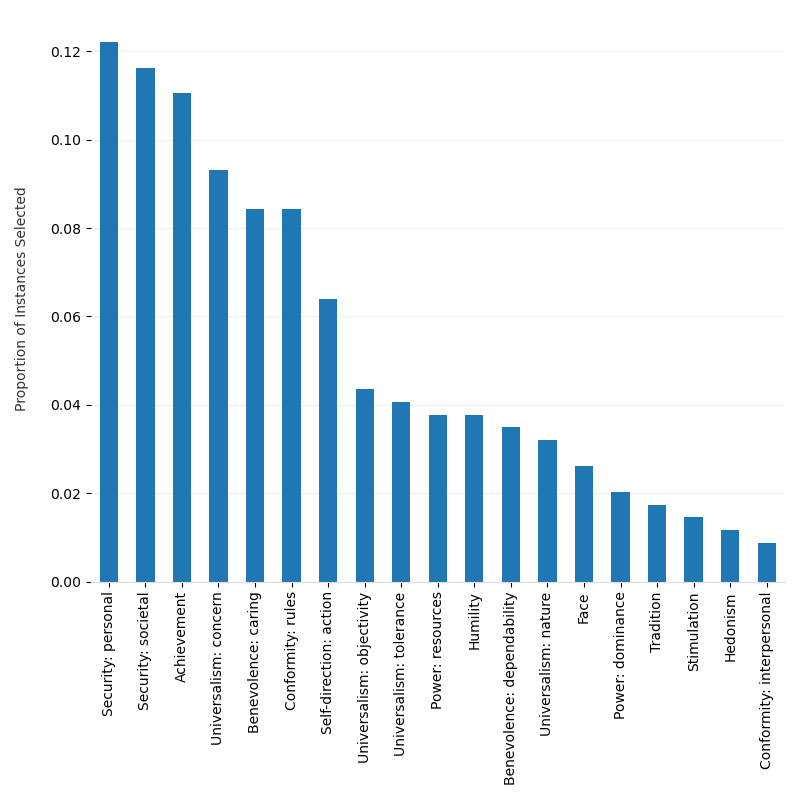 Proportion of Instances Selected
0.12
0.10
0.08
0.06
0.04
0.02
0.00
Security: personal
Security: societal
Achievement
Universalism: concern
Benevolence: caring
Conformity: rules
Self-direction: action
Universalism: objectivity
Universalism: tolerance
Power: resources
Humility
Benevolence: dependability
Universalism: nature
Face
Power: dominance
Tradition
Stimulation
Hedonism
Conformity: interpersonal